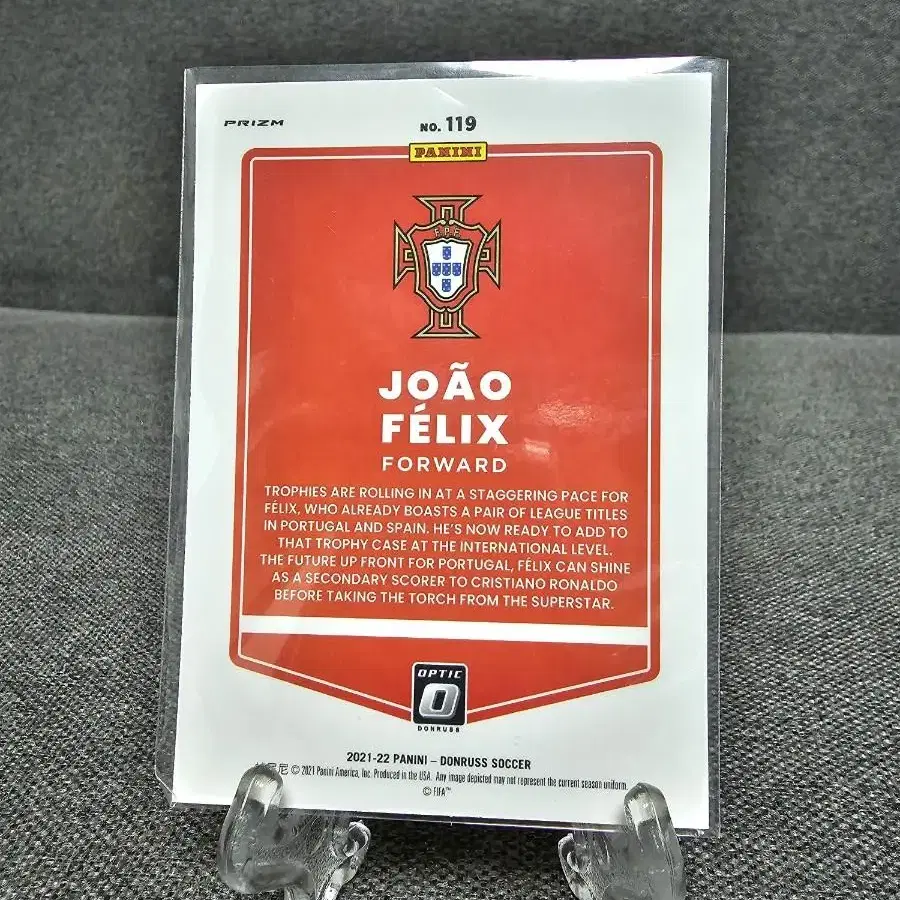 PRIZM
NO. 119
PANINI
F.P.F.
JOÃO
FÉLIX
FORWARD
TROPHIES ARE ROLLING IN AT A STAGGERING PACE FOR
FÉLIX, WHO ALREADY BOASTS A PAIR OF LEAGUE TITLES
IN PORTUGAL AND SPAIN. HE'S NOW READY TO ADD TO
THAT TROPHY CASE AT THE INTERNATIONAL LEVEL.
THE FUTURE UP FRONT FOR PORTUGAL, FÉLIX CAN SHINE
AS A SECONDARY SCORER TO CRISTIANO RONALDO
BEFORE TAKING THE TORCH FROM THE SUPERSTAR.
OPTIC
O
DONRUSS
2021-22 PANINI – DONRUSS SOCCER
© 2021 Panini America, Inc. Produced in the USA. Any image depicted may not represent the current season uniform.
© FIFA™